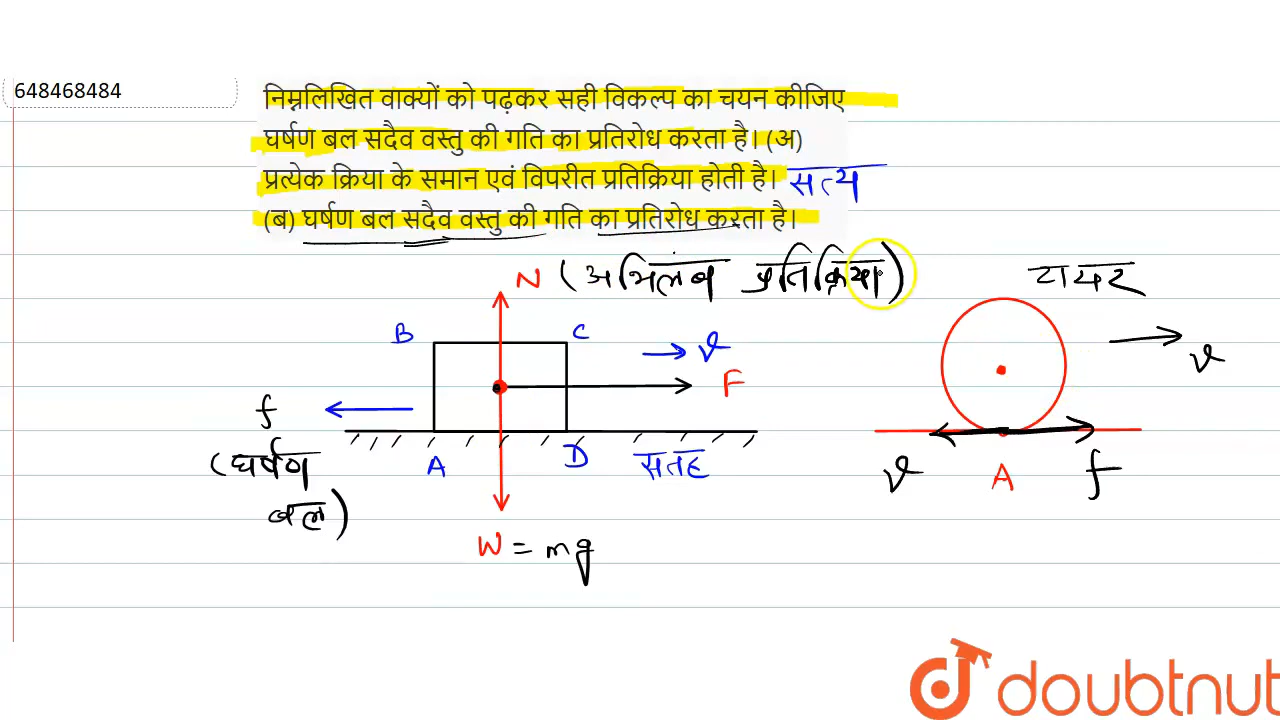 648468484
निम्नलिखित वाक्यों को पढ़कर सही विकल्प का चयन कीजिए
घर्षण बल सदैव वस्तु की गति का प्रतिरोध करता है। (अ)
प्रत्येक क्रिया के समान एवं विपरीत प्रतिक्रिया होती है। सत्य
(ब) घर्षण बल सदैव वस्तु की गति का प्रतिरोध करता है।
N (अभिलंब प्रतिक्रिया) टायर
B C v
F v
f
(घर्षण बल)
A D सतह
v A f
W = mg
doubtnut